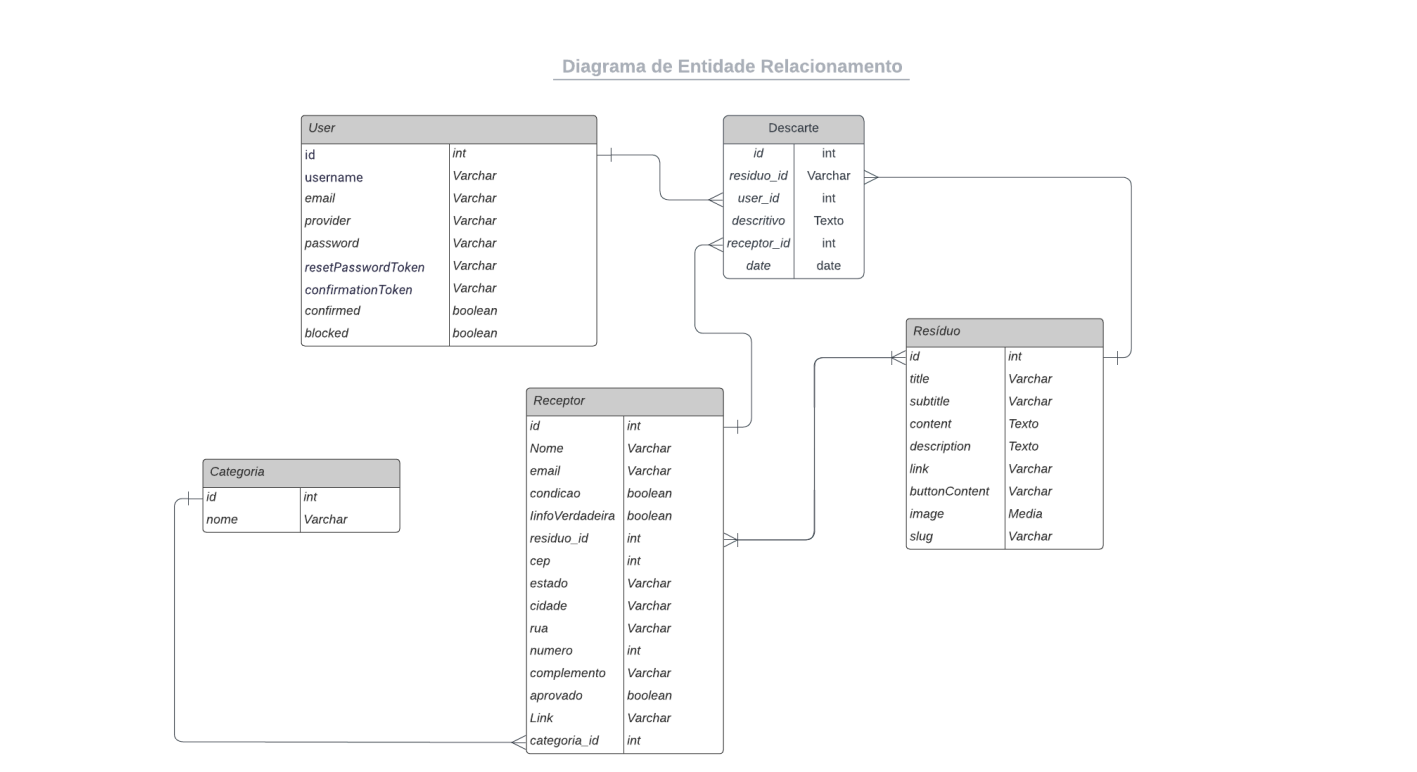 Diagrama de Entidade Relacionamento
User
id int
username Varchar
email Varchar
provider Varchar
password Varchar
resetPasswordToken Varchar
confirmationToken Varchar
confirmed boolean
blocked boolean
Descarte
id int
residuo_id Varchar
user_id int
descritivo Texto
receptor_id int
date date
Resíduo
id int
title Varchar
subtitle Varchar
content Texto
description Texto
link Varchar
buttonContent Varchar
image Media
slug Varchar
Receptor
id int
Nome Varchar
email Varchar
condicao boolean
IinfoVerdadeira boolean
residuo_id int
cep int
estado Varchar
cidade Varchar
rua Varchar
numero int
complemento Varchar
aprovado boolean
Link Varchar
categoria_id int
Categoria
id int
nome Varchar